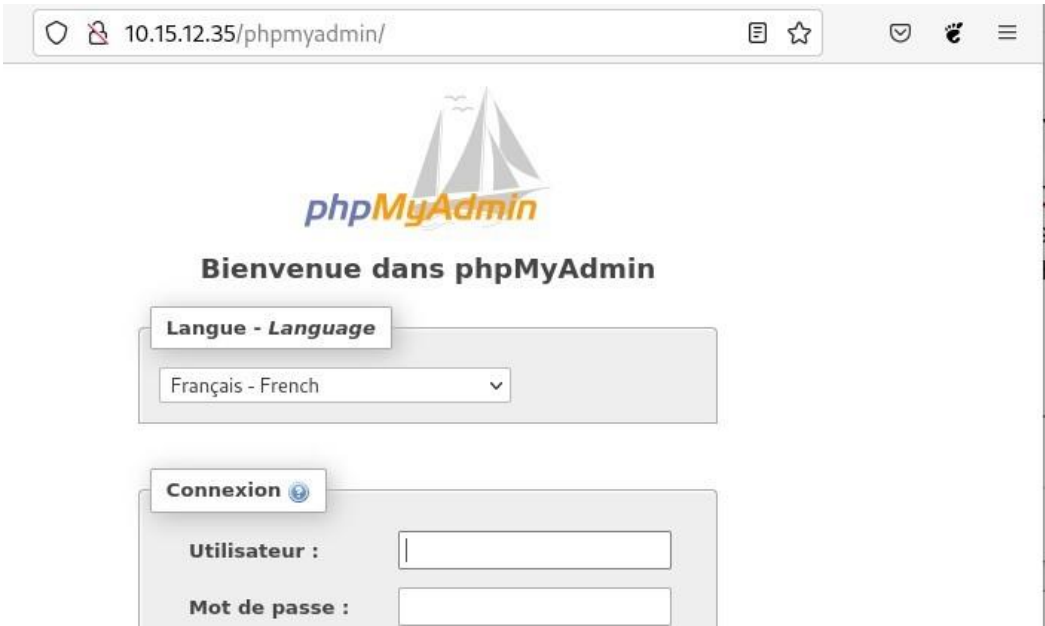 10.15.12.35/phpmyadmin/
phpMyAdmin
Bienvenue dans phpMyAdmin
Langue - Language
Français - French
Connexion
Utilisateur :
Mot de passe :